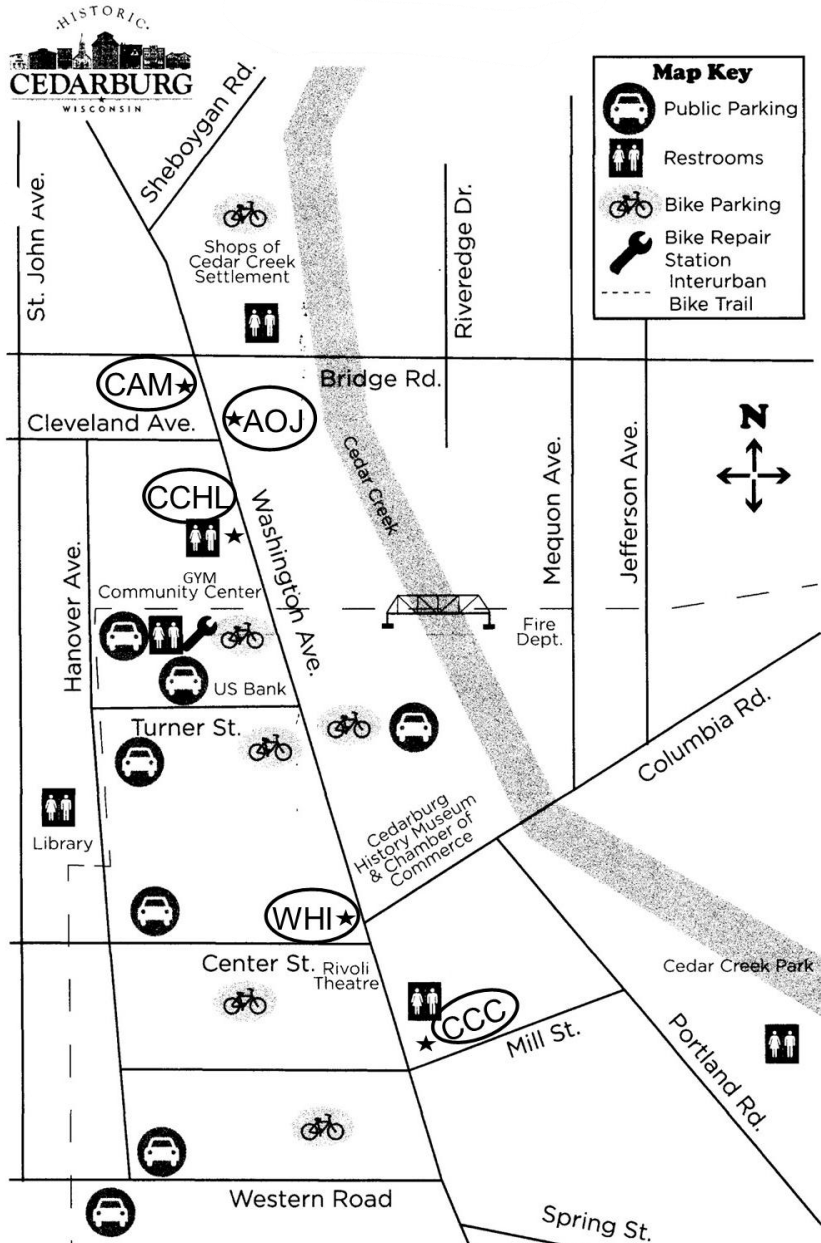 ·HISTORIC·
CEDARBURG
WISCONSIN
Map Key
Public Parking
Restrooms
Bike Parking
Bike Repair
Station
Interurban
Bike Trail
Sheboygan Rd.
St. John Ave.
Shops of
Cedar Creek
Settlement
Riveredge Dr.
CAM
Bridge Rd.
Cleveland Ave.
AOJ
N
Cedar Creek
Mequon Ave.
Jefferson Ave.
CCHL
Washington Ave.
Hanover Ave.
GYM
Community Center
Fire
Dept.
US Bank
Turner St.
Columbia Rd.
Library
Cedarburg
History Museum
& Chamber of
Commerce
WHI
Center St.
Rivoli
Theatre
Cedar Creek Park
CCC
Mill St.
Portland Rd.
Western Road
Spring St.